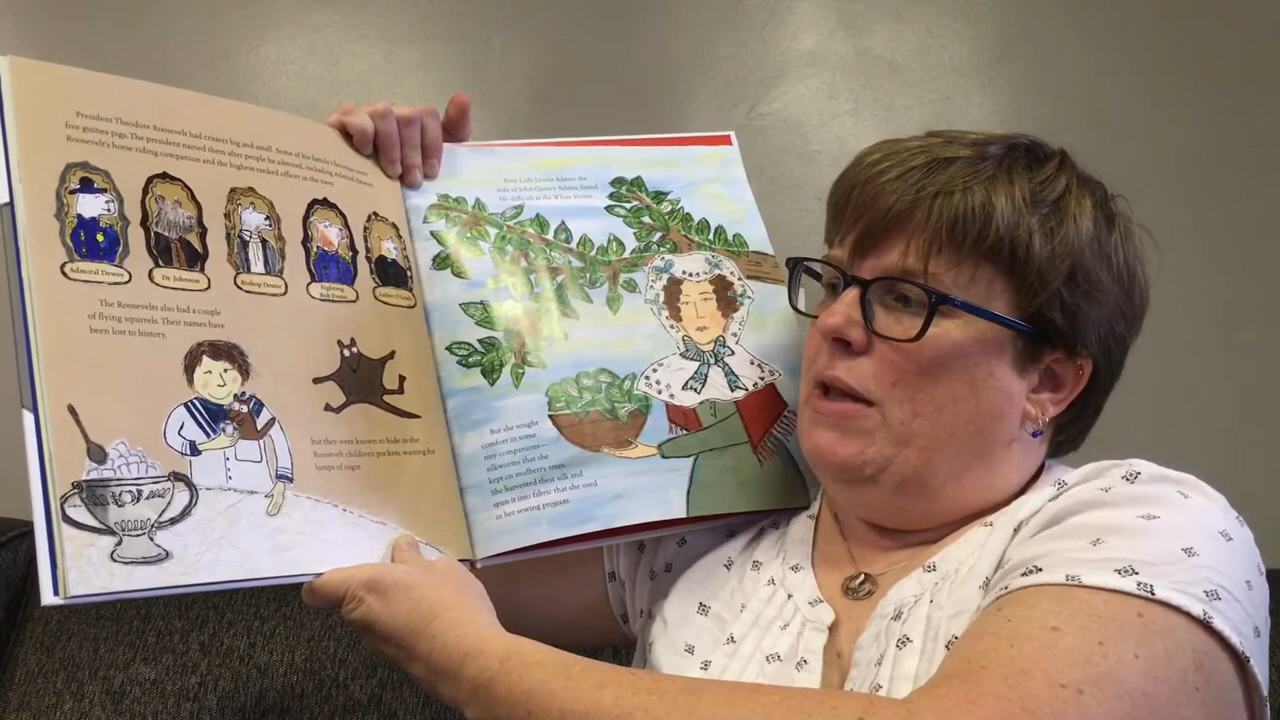 President Theodore Roosevelt had critters big and small. Some of his family's favorites were
five guinea pigs. The president named them after people he admired, including Admiral Dewey,
Roosevelt's horse riding companion and the highest-ranked officer in the navy.
Admiral Dewey
Dr. Johnson
Bishop Doane
Fighting
Bob Evans
Father O'Grady
The Roosevelts also had a couple
of flying squirrels. Their names have
been lost to history,
but they were known to hide in the
Roosevelt children's pockets, waiting for
lumps of sugar.
First Lady Louisa Adams, the
wife of John Quincy Adams, found
life difficult at the White House.
But she sought
comfort in some
tiny companions—
silkworms that she
kept on mulberry trees.
She harvested their silk and
spun it into fabric that she used
in her sewing projects.